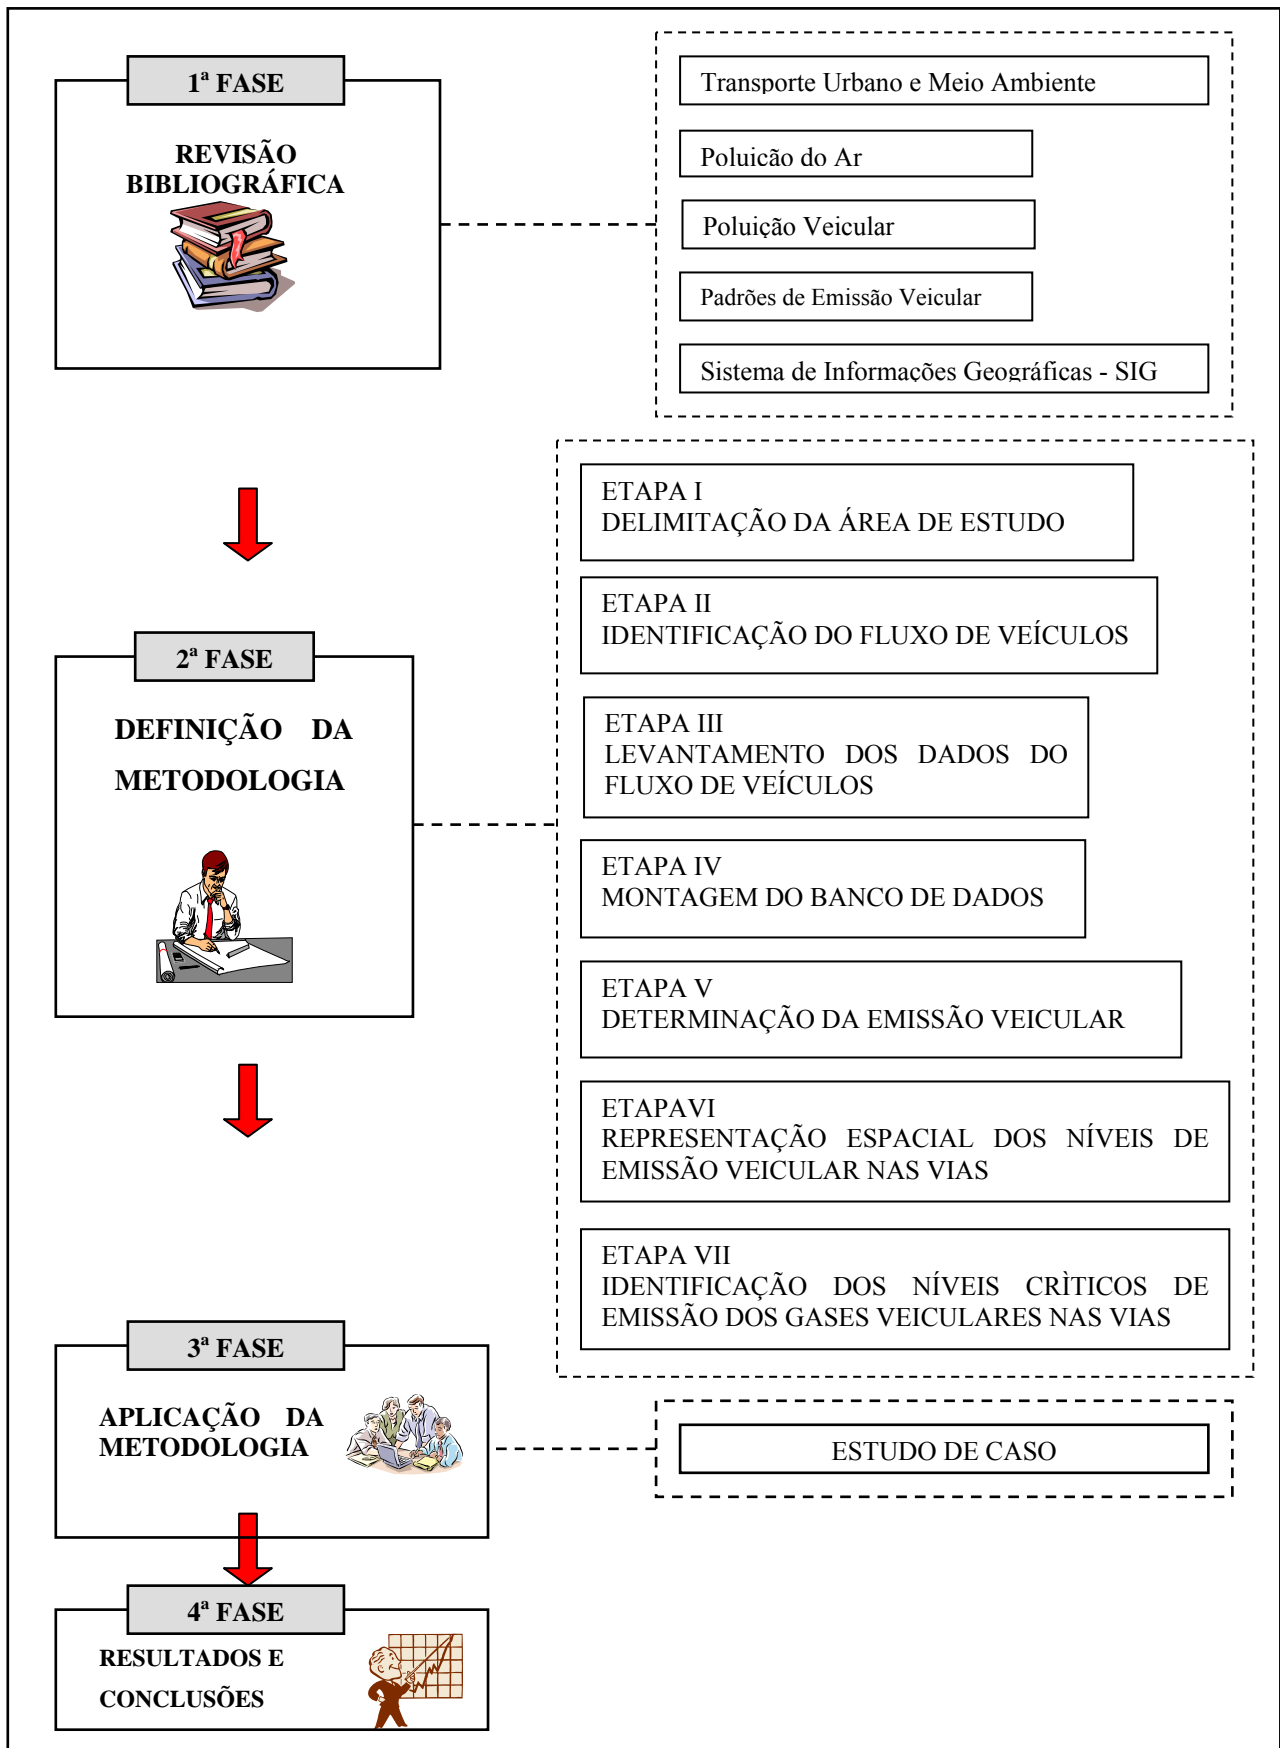 1ª FASE
REVISÃO
BIBLIOGRÁFICA
Transporte Urbano e Meio Ambiente
Poluicão do Ar
Poluição Veicular
Padrões de Emissão Veicular
Sistema de Informações Geográficas - SIG
2ª FASE
DEFINIÇÃO DA
METODOLOGIA
ETAPA I
DELIMITAÇÃO DA ÁREA DE ESTUDO
ETAPA II
IDENTIFICAÇÃO DO FLUXO DE VEÍCULOS
ETAPA III
LEVANTAMENTO DOS DADOS DO
FLUXO DE VEÍCULOS
ETAPA IV
MONTAGEM DO BANCO DE DADOS
ETAPA V
DETERMINAÇÃO DA EMISSÃO VEICULAR
ETAPAVI
REPRESENTAÇÃO ESPACIAL DOS NÍVEIS DE
EMISSÃO VEICULAR NAS VIAS
ETAPA VII
IDENTIFICAÇÃO DOS NÍVEIS CRÌTICOS DE
EMISSÃO DOS GASES VEICULARES NAS VIAS
3ª FASE
APLICAÇÃO DA
METODOLOGIA
ESTUDO DE CASO
4ª FASE
RESULTADOS E
CONCLUSÕES